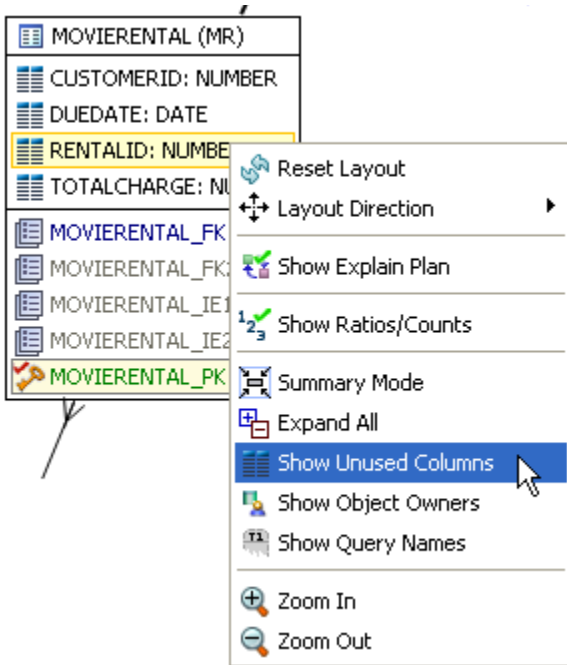 MOVIERENTAL (MR)
CUSTOMERID: NUMBER
DUEDATE: DATE
RENTALID: NUMBE
TOTALCHARGE: NU
MOVIERENTAL_FK
MOVIERENTAL_FK2
MOVIERENTAL_IE1
MOVIERENTAL_IE2
MOVIERENTAL_PK
Reset Layout
Layout Direction
Show Explain Plan
Show Ratios/Counts
Summary Mode
Expand All
Show Unused Columns
Show Object Owners
Show Query Names
Zoom In
Zoom Out